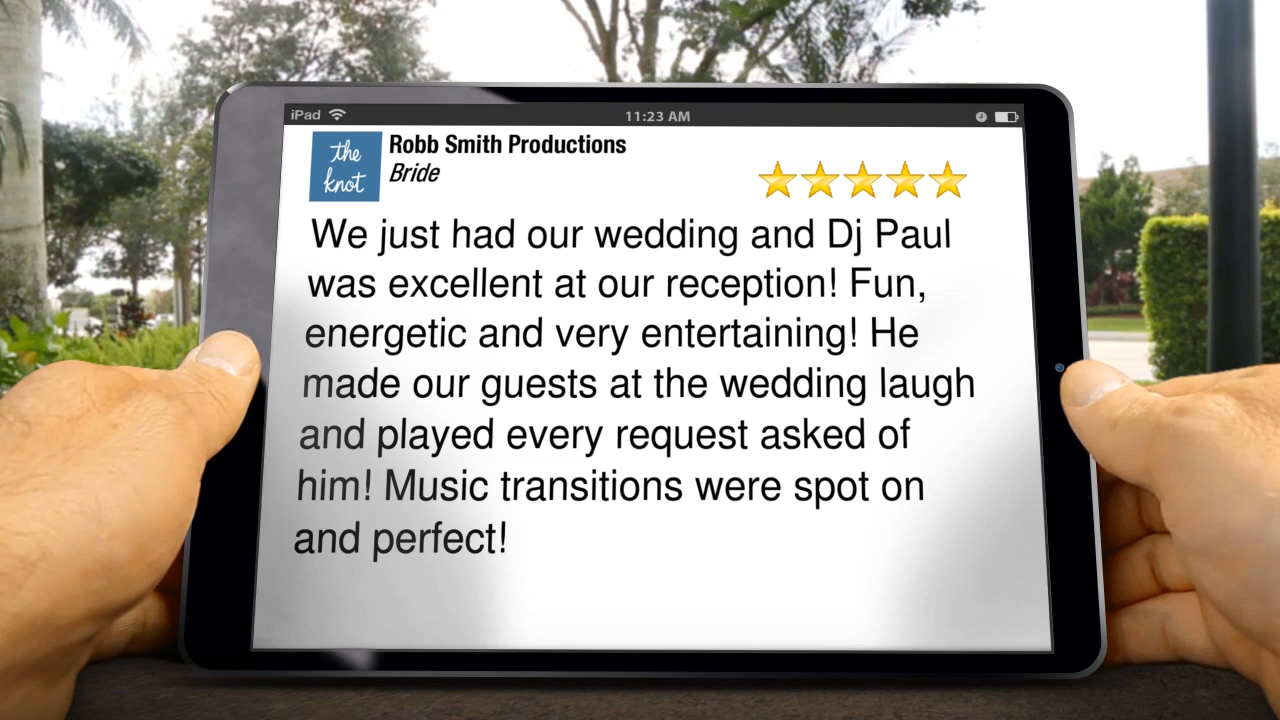 iPad
11:23 AM
the
knot
Robb Smith Productions
Bride
We just had our wedding and Dj Paul
was excellent at our reception! Fun,
energetic and very entertaining! He
made our guests at the wedding laugh
and played every request asked of
him! Music transitions were spot on
and perfect!